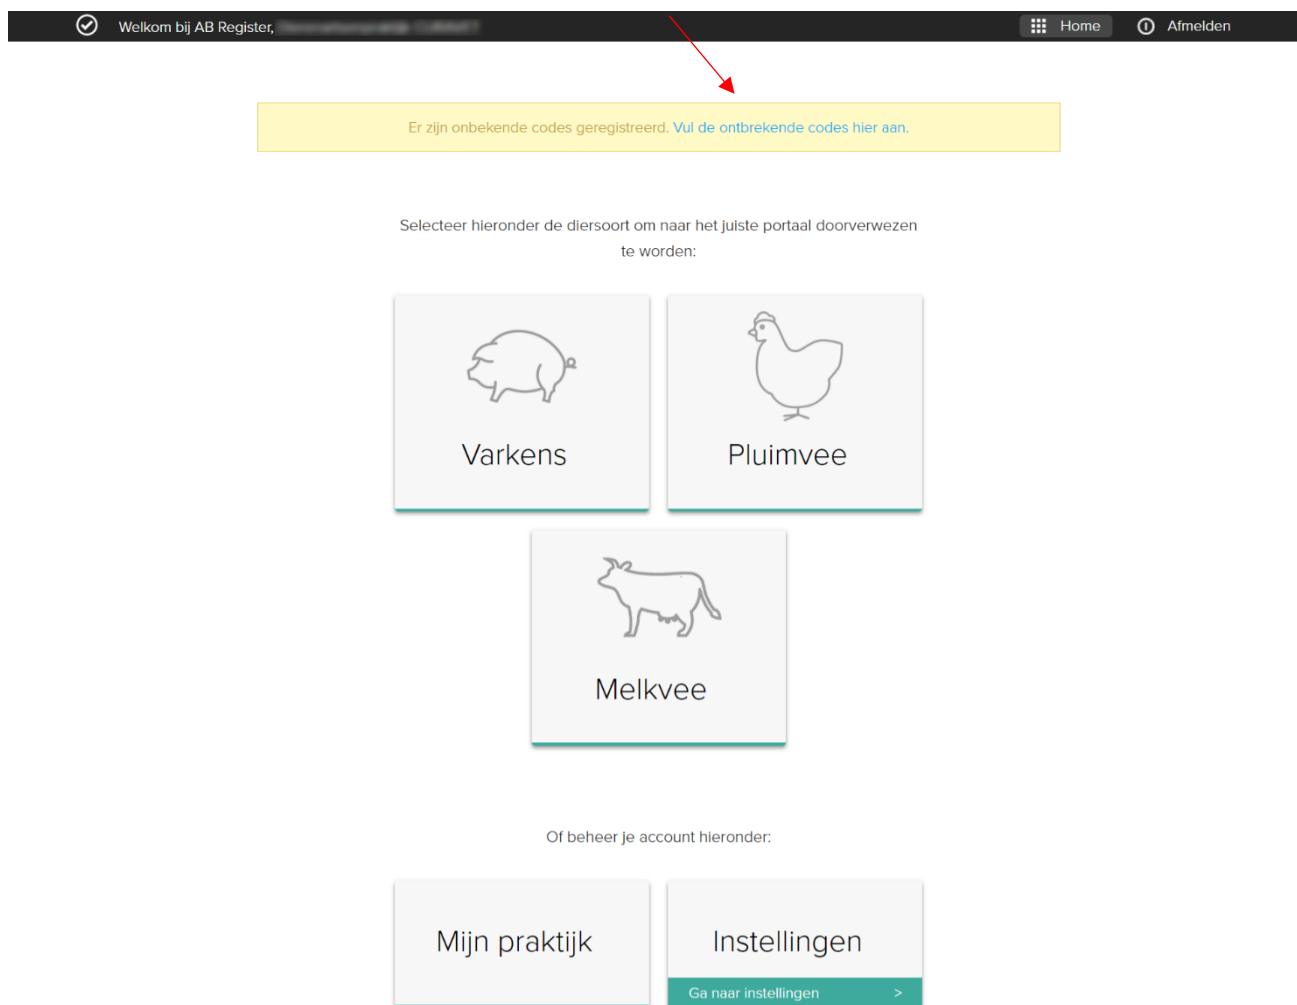 Welkom bij AB Register,
Home
Afmelden
Er zijn onbekende codes geregistreerd. Vul de ontbrekende codes hier aan.
Selecteer hieronder de diersoort om naar het juiste portaal doorverwezen
te worden:
Varkens
Pluimvee
Melkvee
Of beheer je account hieronder:
Mijn praktijk
Instellingen
Ga naar instellingen >